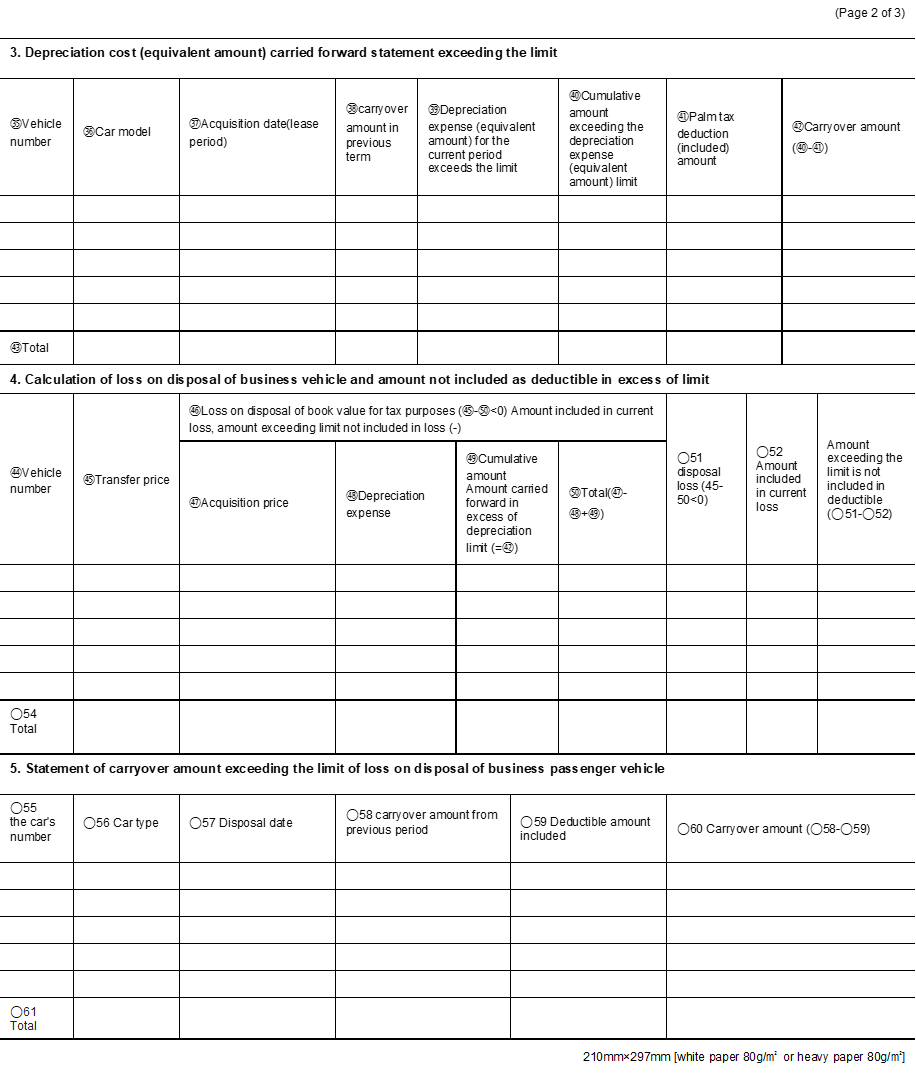 (Page 2 of 3)
3. Depreciation cost (equivalent amount) carried forward statement exceeding the limit
㉟Vehicle
number
㊱Car model
㊲Acquisition date(lease
period)
㊳carryover
amount in
previous
term
㊴Depreciation
expense (equivalent
amount) for the
current period
exceeds the limit
㊵Cumulative
amount
exceeding the
depreciation
expense
(equivalent
amount) limit
㊶Palm tax
deduction
(included)
amount
㊷Carryover amount
(㊵-㊶)
㊸Total
4. Calculation of loss on disposal of business vehicle and amount not included as deductible in excess of limit
㊹Vehicle
number
㊺Transfer price
㊻Loss on disposal of book value for tax purposes (㊺-㊿<0) Amount included in current
loss, amount exceeding limit not included in loss (-)
㊼Acquisition price
㊽Depreciation
expense
㊾Cumulative
amount
Amount carried
forward in
excess of
depreciation
limit (=㊷)
㊿Total(㊼-
㊽+㊾)
○51
disposal
loss (45-
50<0)
○52
Amount
included
in current
loss
Amount
exceeding the
limit is not
included in
deductible
(○51-○52)
○54
Total
5. Statement of carryover amount exceeding the limit of loss on disposal of business passenger vehicle
○55
the car's
number
○56 Car type
○57 Disposal date
○58 carryover amount from
previous period
○59 Deductible amount
included
○60 Carryover amount (○58-○59)
○61
Total
210mm×297mm [white paper 80g/㎡ or heavy paper 80g/㎡]